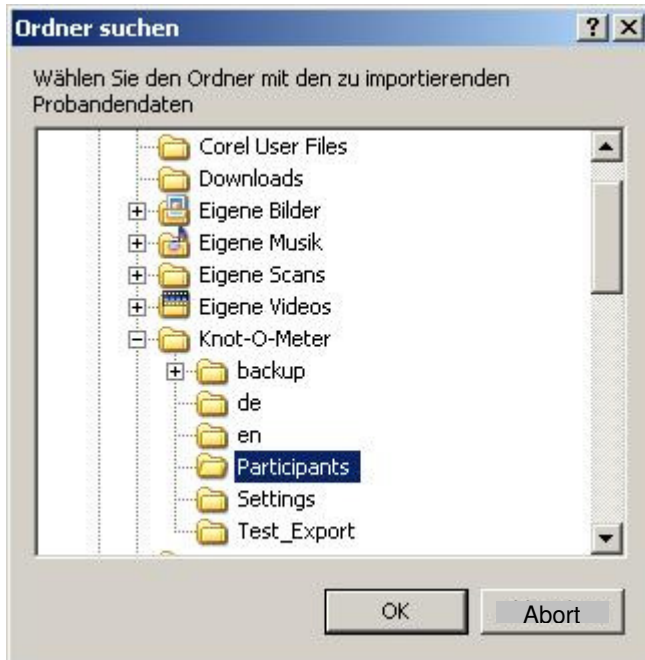 Ordner suchen
Wählen Sie den Ordner mit den zu importierenden
Probandendaten
Corel User Files
Downloads
Eigene Bilder
Eigene Musik
Eigene Scans
Eigene Videos
Knot-O-Meter
backup
de
en
Participants
Settings
Test_Export
OK
Abort